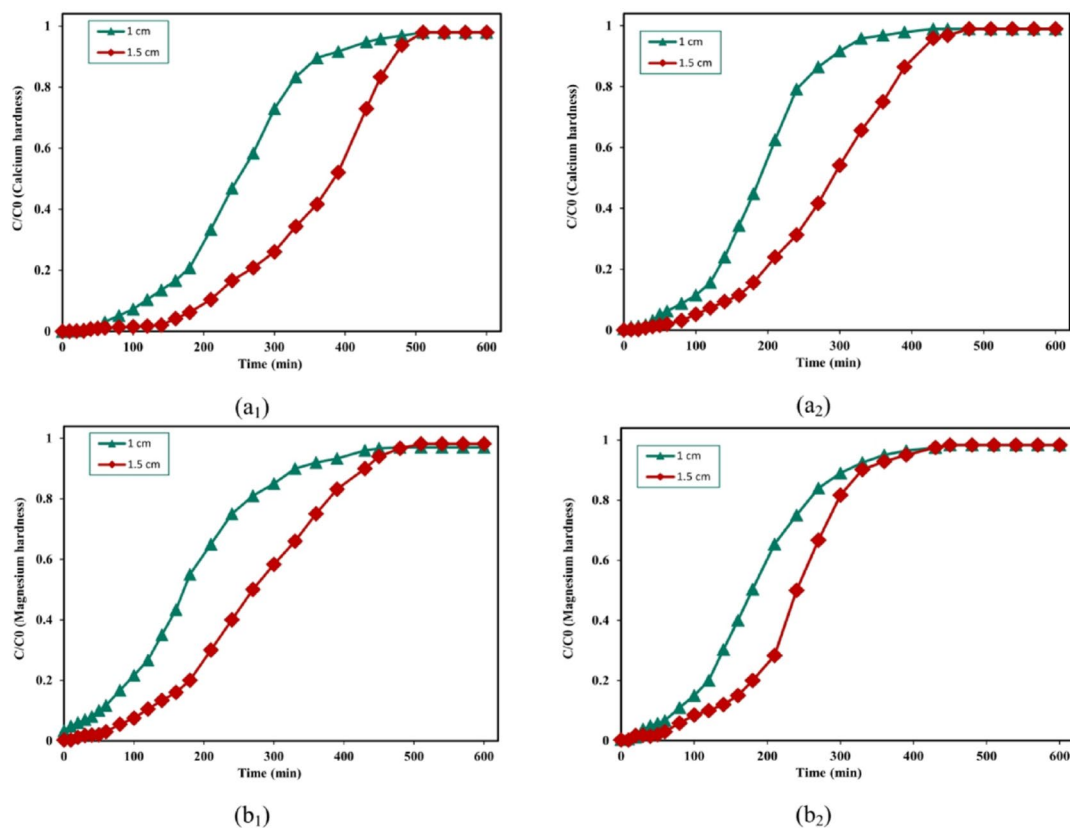 1
0.8
0.6
0.4
0.2
0
C/C0 (Calcium hardness)
1 cm
1.5 cm
0 100 200 300 400 500 600
Time (min)
(a1)
1
0.8
0.6
0.4
0.2
0
C/C0 (Calcium hardness)
1 cm
1.5 cm
0 100 200 300 400 500 600
Time (min)
(a2)
1
0.8
0.6
0.4
0.2
0
C/C0 (Magnesium hardness)
1 cm
1.5 cm
0 100 200 300 400 500 600
Time (min)
(b1)
1
0.8
0.6
0.4
0.2
0
C/C0 (Magnesium hardness)
1 cm
1.5 cm
0 100 200 300 400 500 600
Time (min)
(b2)